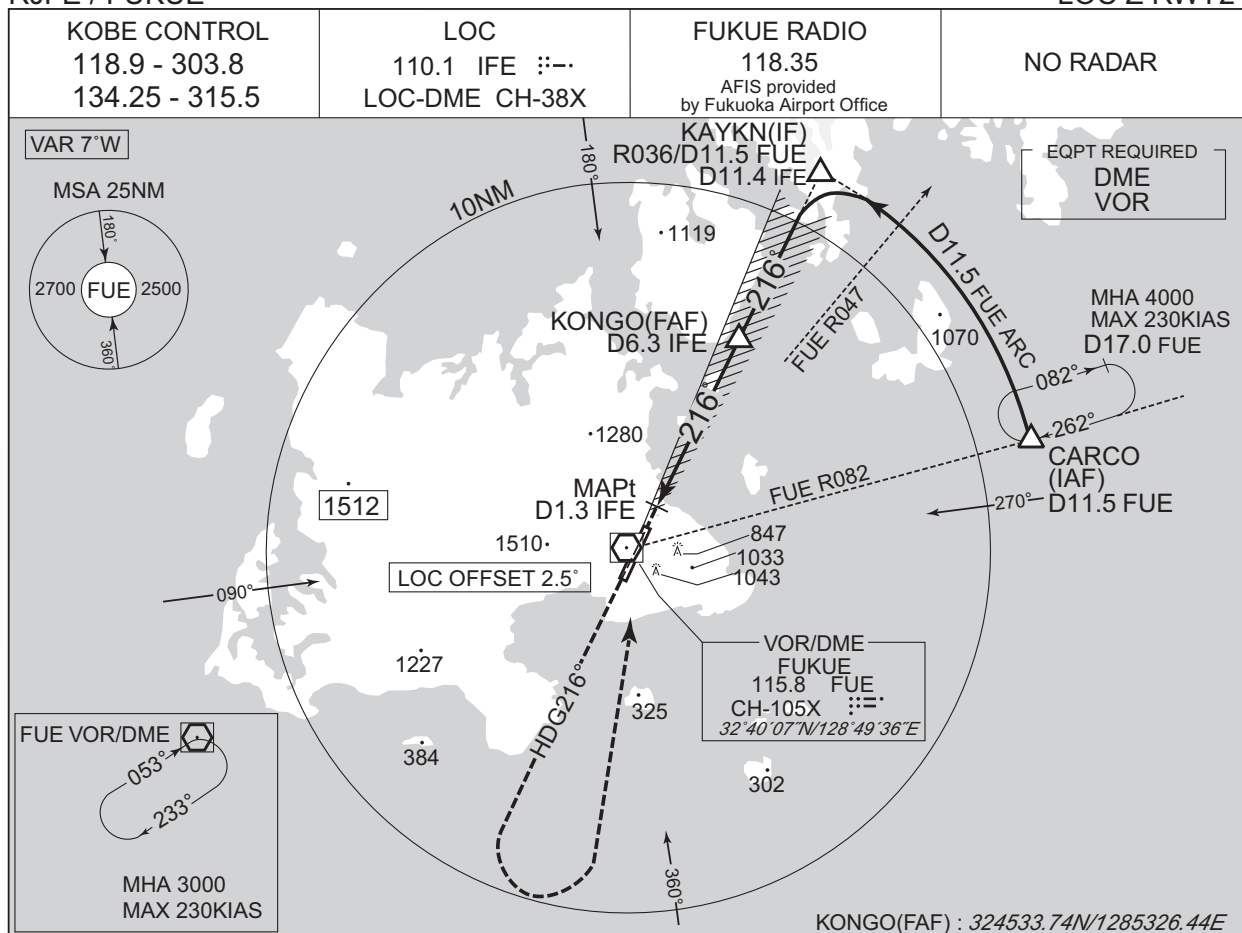 KOBE CONTROL
118.9 - 303.8
134.25 - 315.5
LOC
110.1 IFE
LOC-DME CH-38X
FUKUE RADIO
118.35
AFIS provided
by Fukuoka Airport Office
NO RADAR
VAR 7°W
MSA 25NM
180°
2700
FUE
2500
360°
180°
10NM
KAYKN(IF)
R036/D11.5 FUE
D11.4 IFE
EQPT REQUIRED
DME
VOR
1119
216°
D11.5 FUE ARC
FUE R047
KONGO(FAF)
D6.3 IFE
1070
MHA 4000
MAX 230KIAS
D17.0 FUE
082°
262°
216°
1280
CARCO
(IAF)
D11.5 FUE
FUE R082
270°
1512
MAPt
D1.3 IFE
1510
847
1033
1043
LOC OFFSET 2.5°
090°
VOR/DME
FUKUE
115.8 FUE
CH-105X
32°40′07″N/128°49′36″E
1227
HDG216°
325
384
302
FUE VOR/DME
053°
233°
MHA 3000
MAX 230KIAS
360°
KONGO(FAF) : 324533.74N/1285326.44E